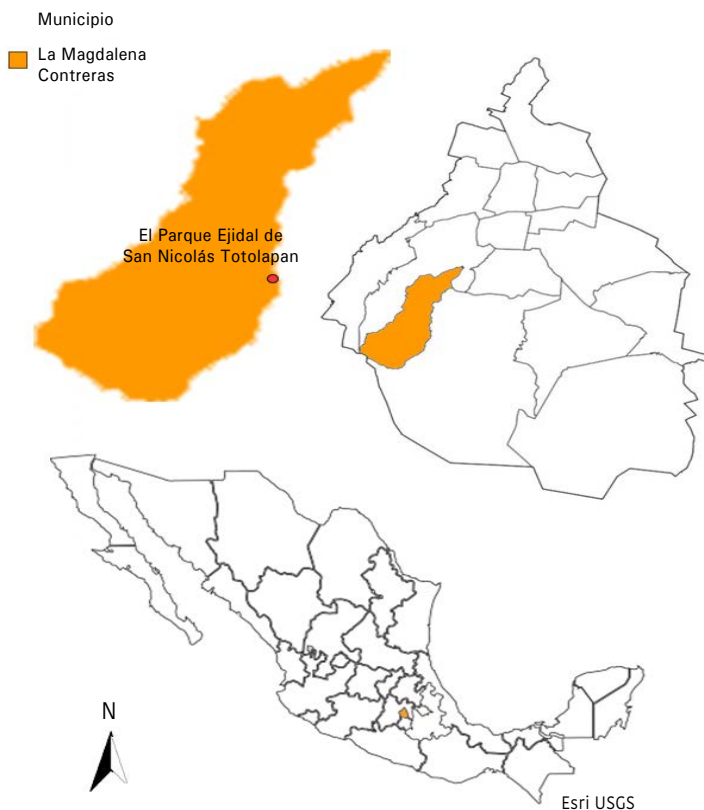 Municipio
La Magdalena
Contreras
El Parque Ejidal de
San Nicolás Totolapan
N
Esri USGS